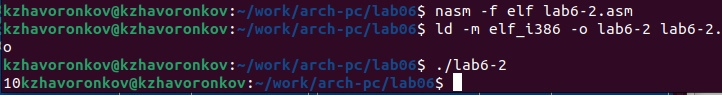 kzhavoronkov@kzhavoronkov:~/work/arch-pc/lab06$ nasm -f elf lab6-2.asm
kzhavoronkov@kzhavoronkov:~/work/arch-pc/lab06$ ld -m elf_i386 -o lab6-2 lab6-2.
o
kzhavoronkov@kzhavoronkov:~/work/arch-pc/lab06$ ./lab6-2
10kzhavoronkov@kzhavoronkov:~/work/arch-pc/lab06$